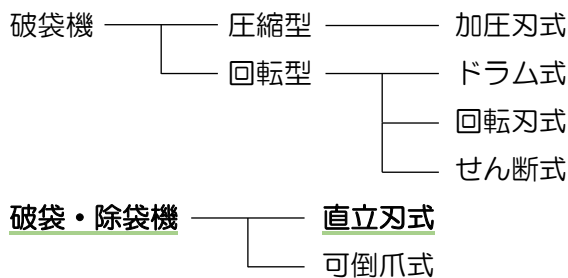 破袋機 圧縮型 加圧刃式
回転型 ドラム式
回転刃式
せん断式
破袋・除袋機 直立刃式
可倒爪式